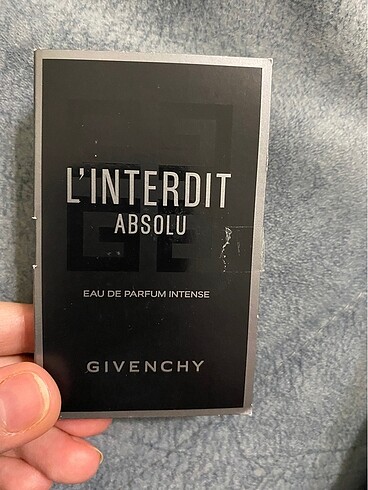 L'INTERDIT
ABSOLU
EAU DE PARFUM INTENSE
GIVENCHY